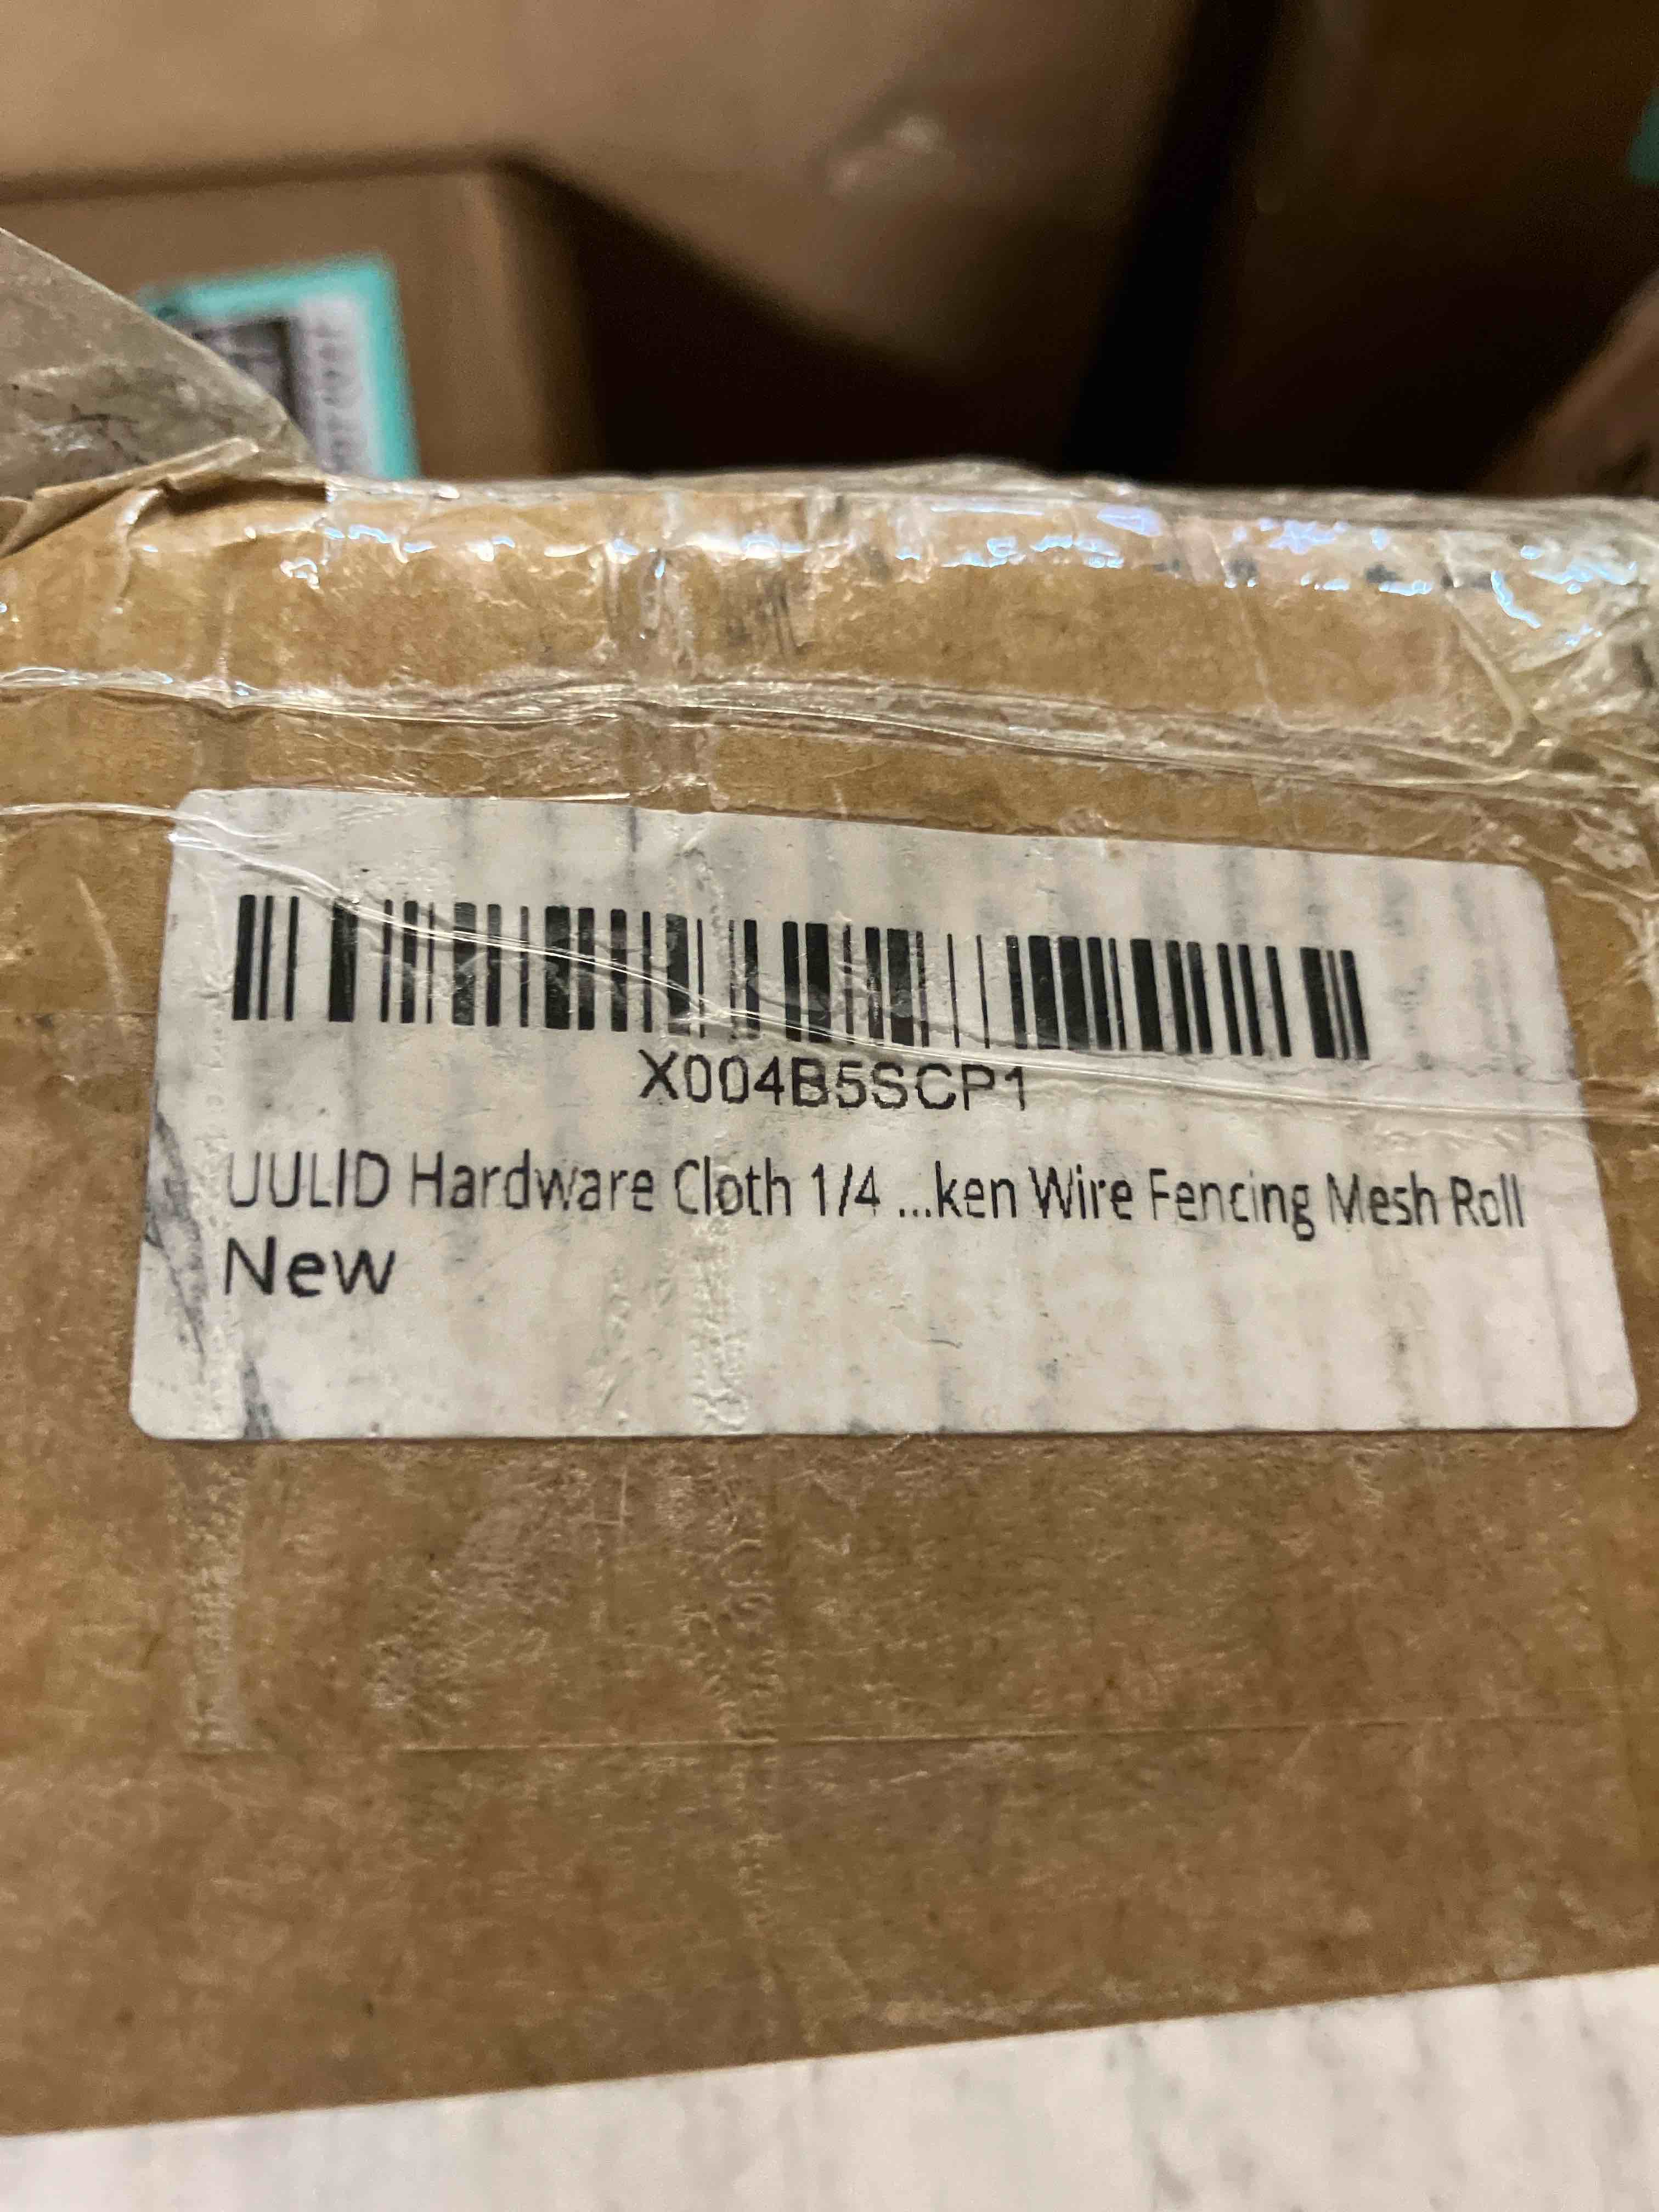 X004B5SCP1
UULID Hardware Cloth 1/4 ...ken Wire Fencing Mesh Roll
New